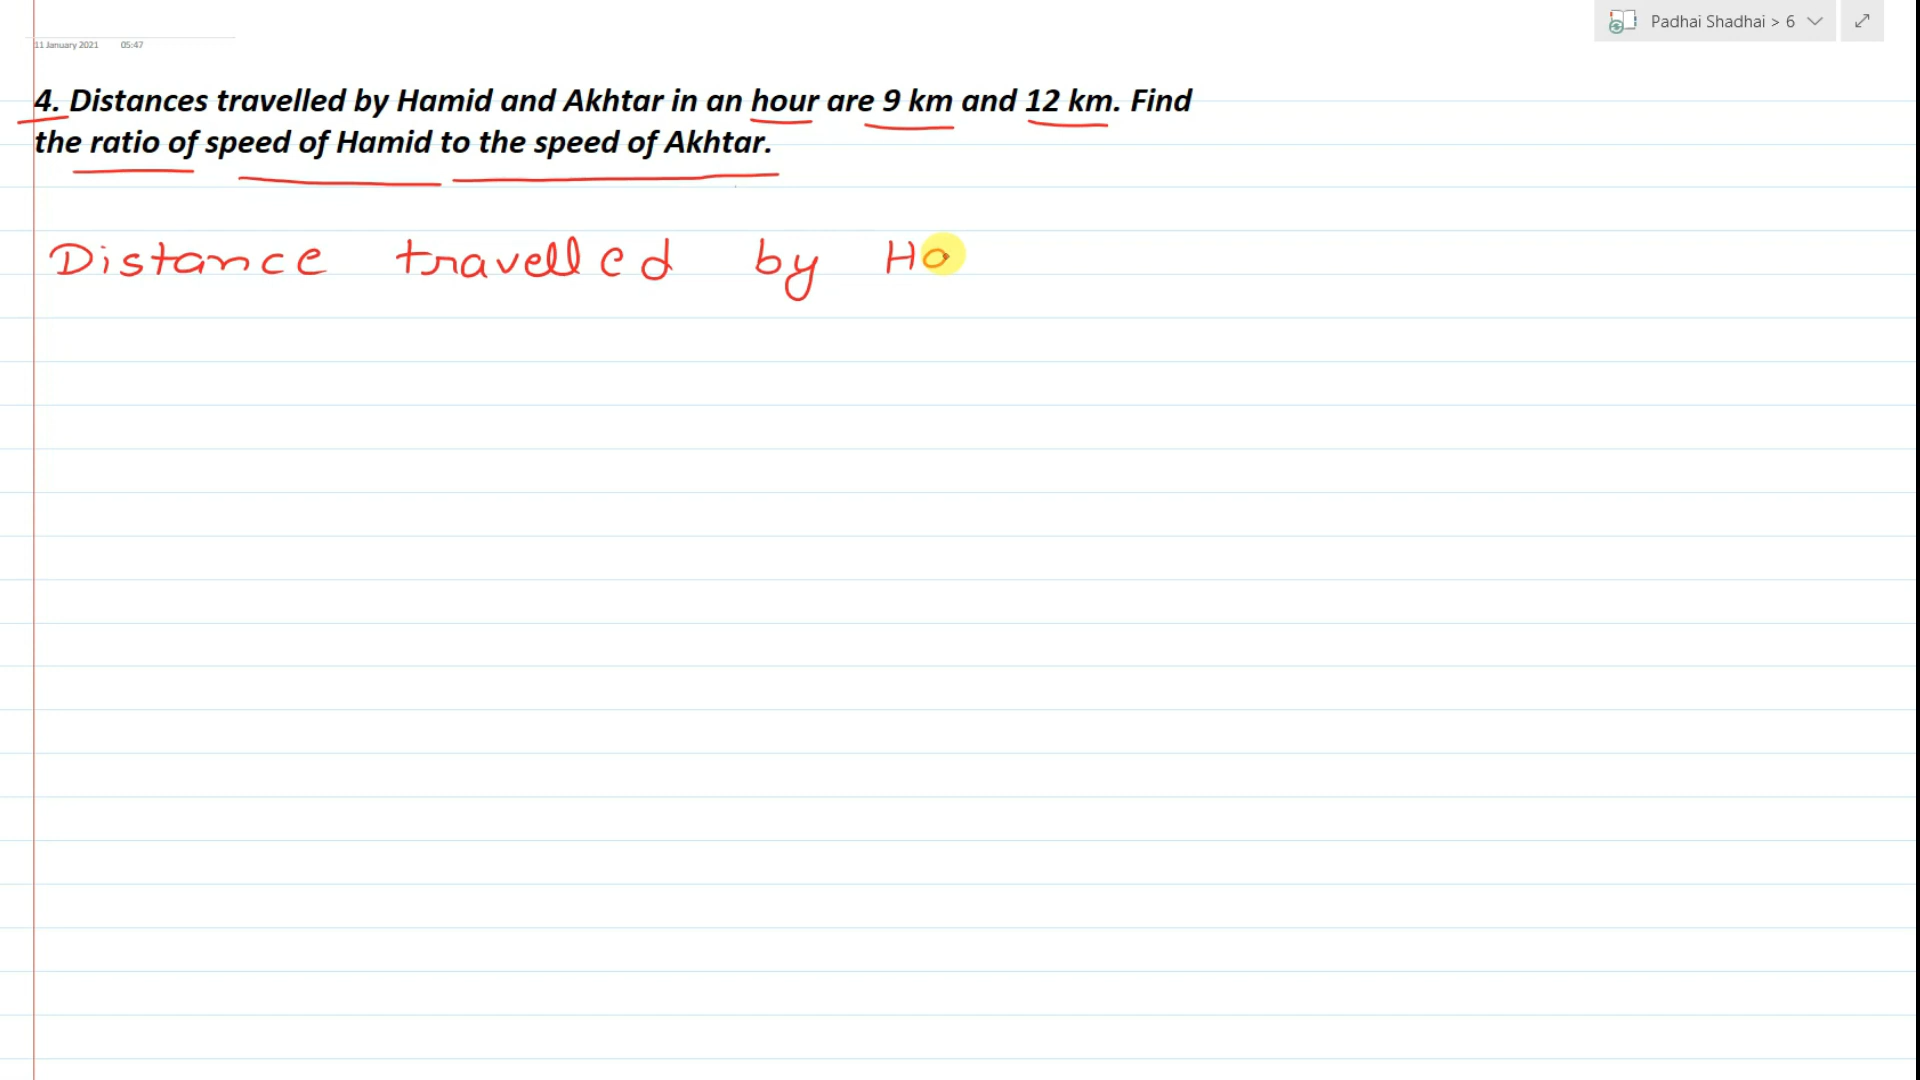 Padhai Shadhai > 6
11 January 2021 05:47
4. Distances travelled by Hamid and Akhtar in an hour are 9 km and 12 km. Find
the ratio of speed of Hamid to the speed of Akhtar.
Distance travelled by Ha